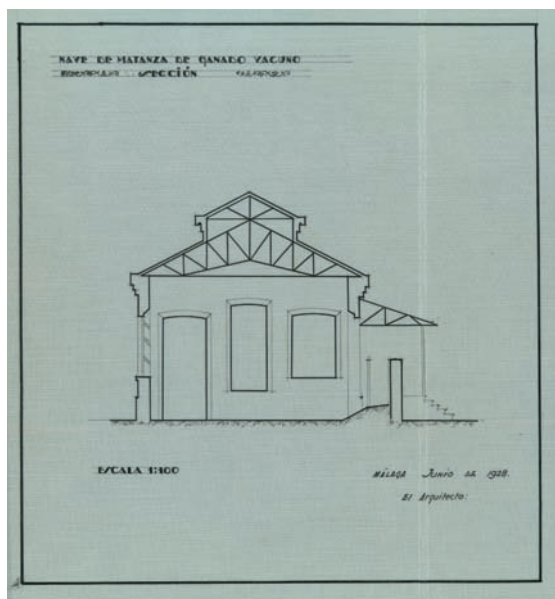 NAVE DE MATANZA DE GANADO VACUNO
SECCIÓN
ESCALA 1:100
MÁLAGA JUNIO DE 1928.
El Arquitecto: